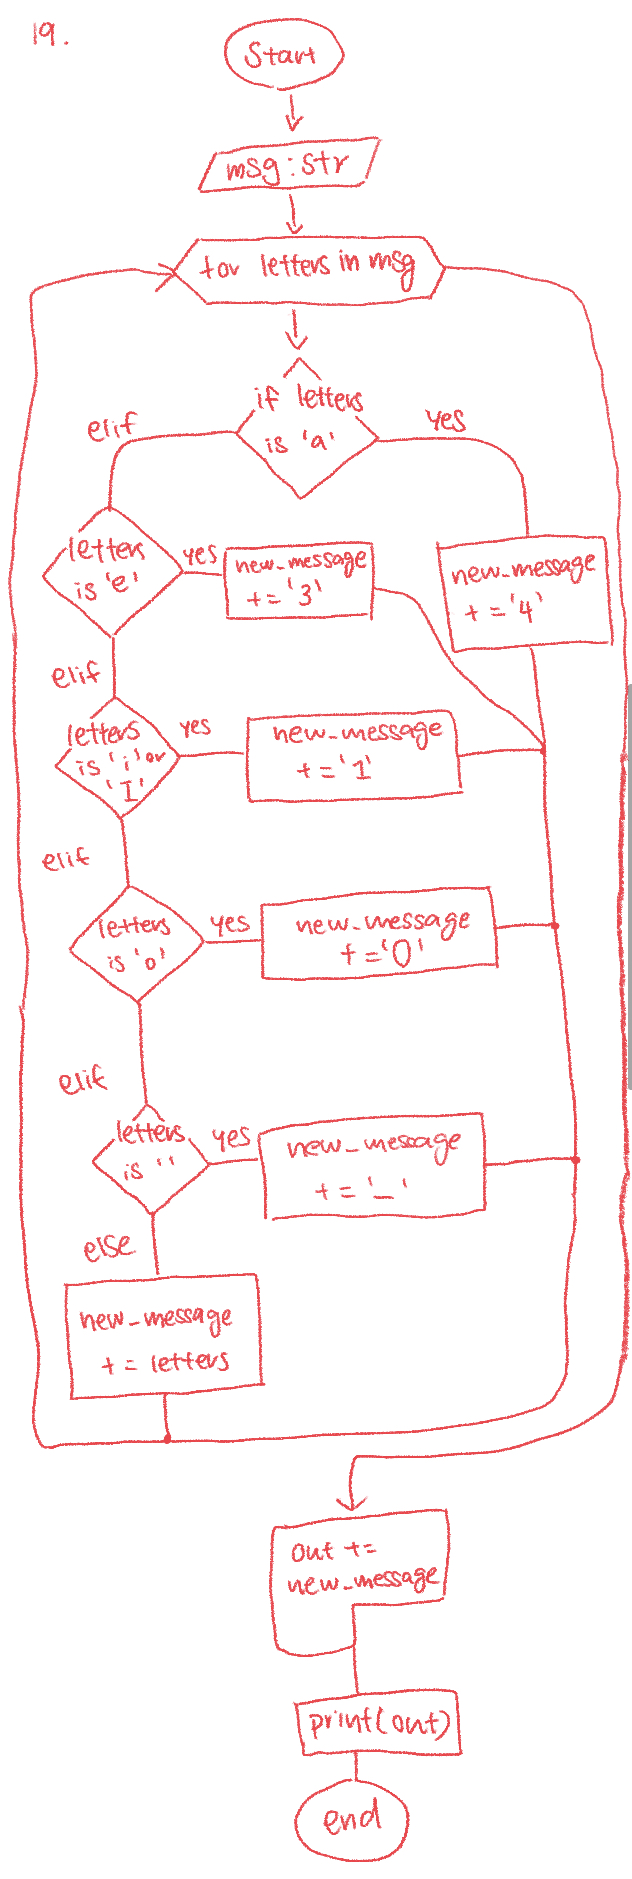 19.
Start
msg:str
for letters in msg
if letters
is 'a'
elif
yes
letters
is 'e'
yes
new_message
+= '3'
new_message
+= '4'
elif
letters
is 'i' or
'I'
yes
new_message
+= '1'
elif
letters
is 'o'
yes
new_message
+= '0'
elif
letters
is ' '
yes
new_message
+= '_'
else
new_message
+= letters
out +=
new_message
print(out)
end